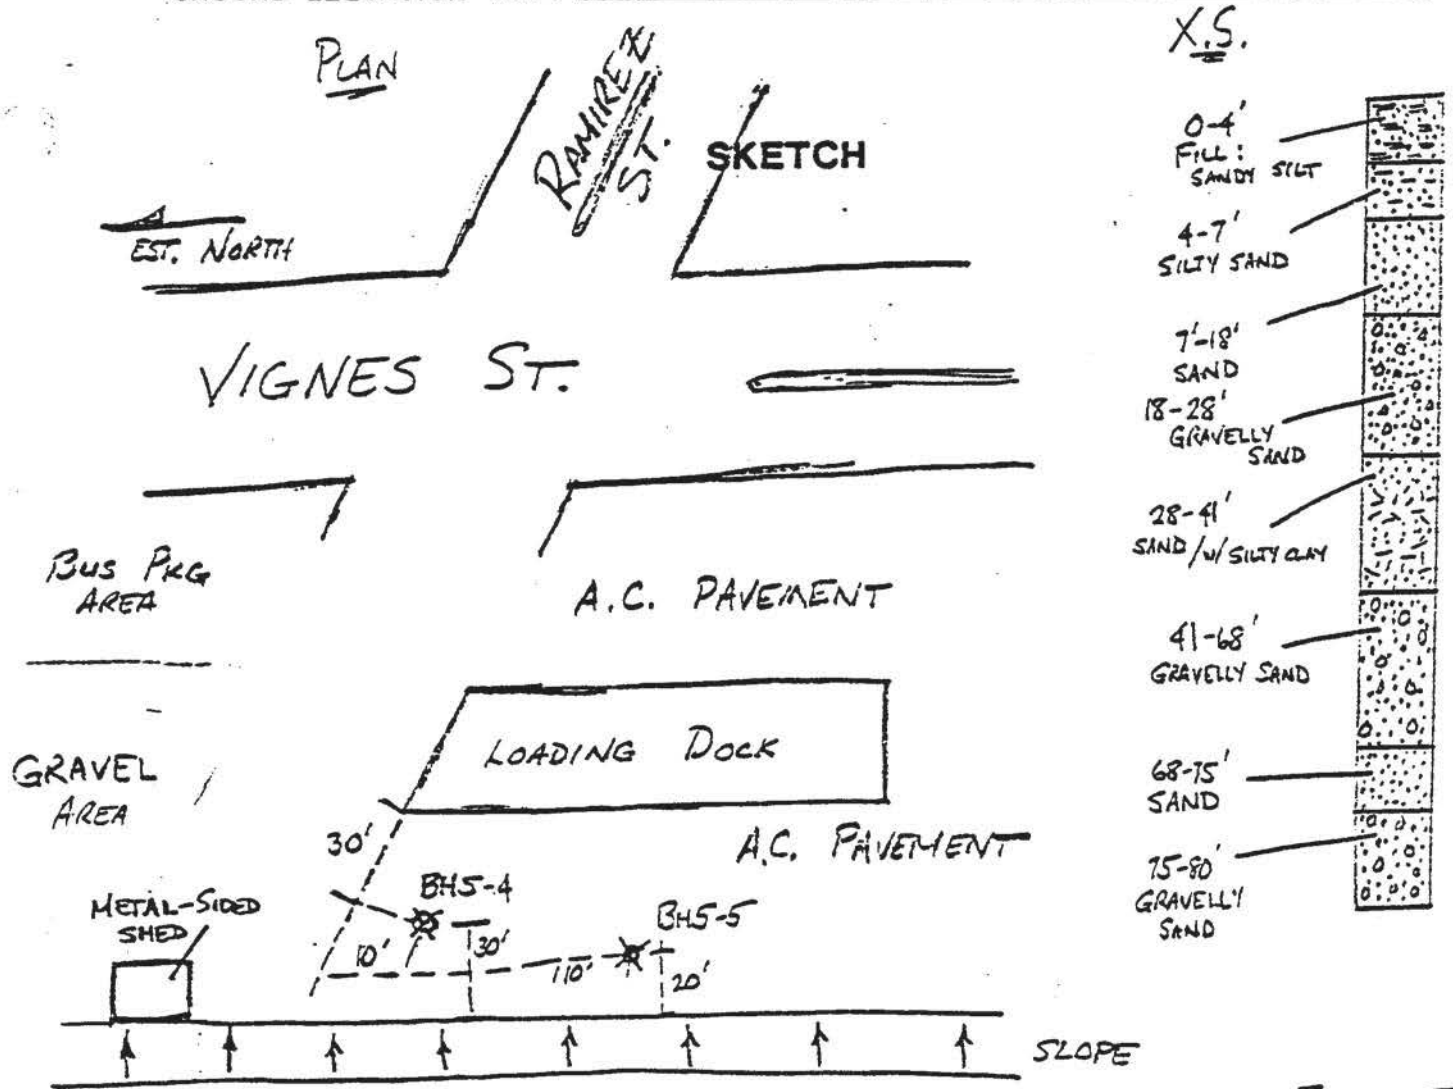 PLAN
RAMIREZ
ST.
SKETCH
EST. NORTH
VIGNES ST.
BUS PKG
AREA
A.C. PAVEMENT
LOADING DOCK
GRAVEL
AREA
30'
A.C. PAVEMENT
BH5-4
METAL-SIDED
SHED
BH5-5
10'
30'
110'
20'
SLOPE
X.S.
0-4'
FILL:
SANDY SILT
4-7'
SILTY SAND
7'-18'
SAND
18-28'
GRAVELLY
SAND
28-41'
SAND /W/ SILTY CLAY
41-68'
GRAVELLY SAND
68-75'
SAND
75-80'
GRAVELLY
SAND